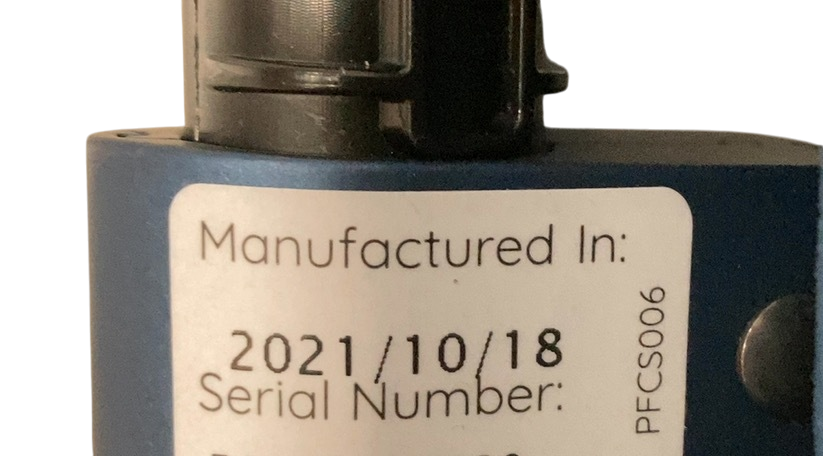 Manufactured In:
2021/10/18
Serial Number:
PFCS006